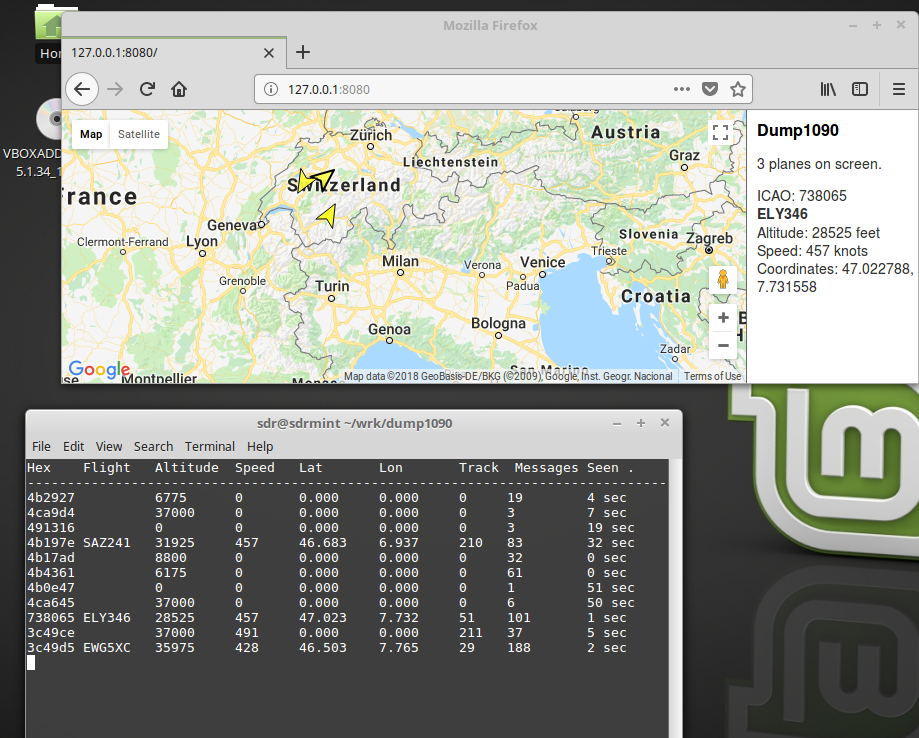 Mozilla Firefox
127.0.0.1:8080/
Hor
127.0.0.1:8080
VBOXADD
5.1.34_1
Map Satellite
Zürich
Austria
Liechtenstein
Graz
Switzerland
rance
Geneva
Slovenia
Zagreb
Clermont-Ferrand
Lyon
Milan
Verona
Venice
Trieste
Grenoble
Turin
Padua
Croatia
Genoa
Bologna
Zadar
San Marino
Google
Montpellier
Map data ©2018 GeoBasis-DE/BKG (©2009), Google, Inst. Geogr. Nacional Terms of Use
Dump1090
3 planes on screen.
ICAO: 738065
ELY346
Altitude: 28525 feet
Speed: 457 knots
Coordinates: 47.022788,
7.731558
sdr@sdrmint ~/wrk/dump1090
File Edit View Search Terminal Help
Hex Flight Altitude Speed Lat Lon Track Messages Seen .
--------------------------------------------------------------------------------
4b2927 6775 0 0.000 0.000 0 19 4 sec
4ca9d4 37000 0 0.000 0.000 0 3 7 sec
491316 0 0 0.000 0.000 0 3 19 sec
4b197e SAZ241 31925 457 46.683 6.937 210 83 32 sec
4b17ad 8800 0 0.000 0.000 0 32 0 sec
4b4361 6175 0 0.000 0.000 0 61 0 sec
4b0e47 0 0 0.000 0.000 0 1 51 sec
4ca645 37000 0 0.000 0.000 0 6 50 sec
738065 ELY346 28525 457 47.023 7.732 51 101 1 sec
3c49ce 37000 491 0.000 0.000 211 37 5 sec
3c49d5 EWG5XC 35975 428 46.503 7.765 29 188 2 sec